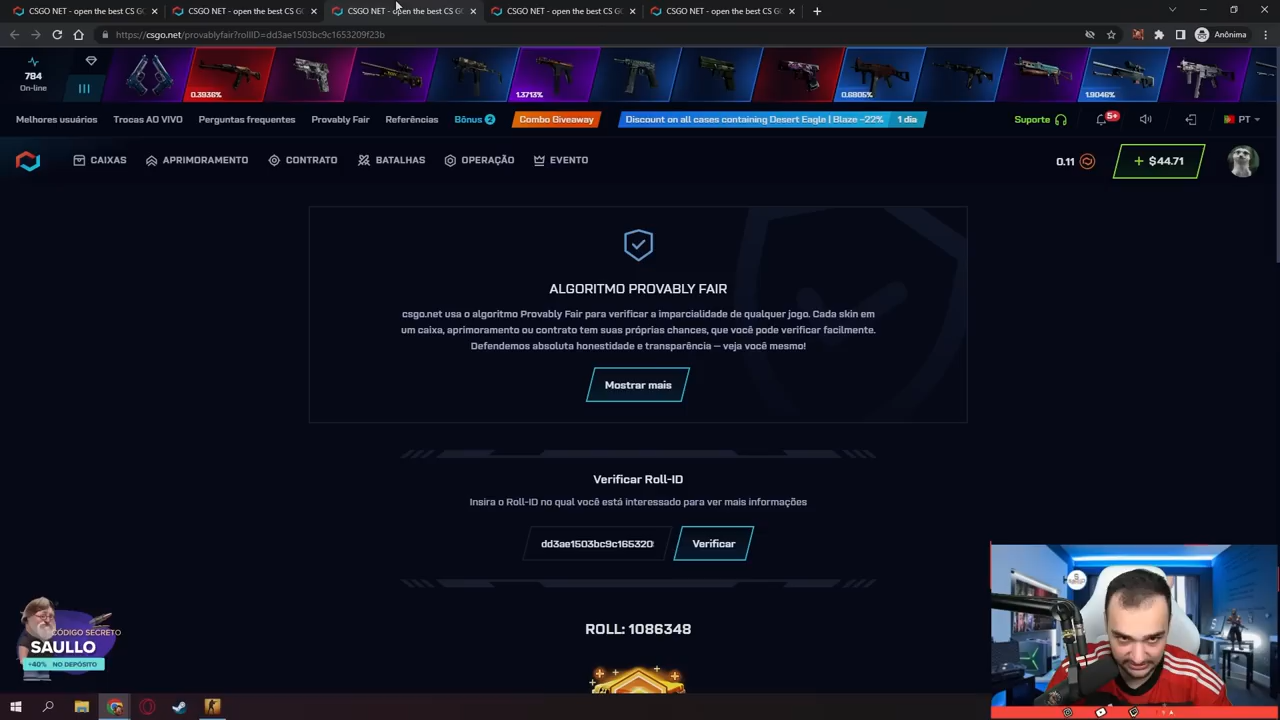 CSGO NET - open the best CS GO
CSGO NET - open the best CS GO
CSGO NET - open the best CS GO
CSGO NET - open the best CS GO
CSGO NET - open the best CS GO
https://csgo.net/provablyfair?rollID=dd3ae1503bc9c1653209f23b
Anônima
784
On-line
0.3936%
1.3713%
0.6806%
1.9046%
Melhores usuários
Trocas AO VIVO
Perguntas frequentes
Provably Fair
Referências
Bônus 2
Combo Giveaway
Discount on all cases containing Desert Eagle | Blaze −22%
1 dia
Suporte
5+
PT
CAIXAS
APRIMORAMENTO
CONTRATO
BATALHAS
OPERAÇÃO
EVENTO
0.11
+ $44.71
ALGORITMO PROVABLY FAIR
csgo.net usa o algoritmo Provably Fair para verificar a imparcialidade de qualquer jogo. Cada skin em
um caixa, aprimoramento ou contrato tem suas próprias chances, que você pode verificar facilmente.
Defendemos absoluta honestidade e transparência — veja você mesmo!
Mostrar mais
Verificar Roll-ID
Insira o Roll-ID no qual você está interessado para ver mais informações
dd3ae1503bc9c1653209
Verificar
ROLL: 1086348
CÓDIGO SECRETO
SAULLO
+40% NO DEPÓSITO